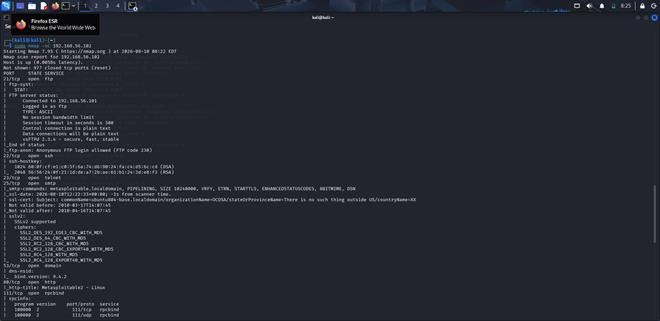 1 2 3 4
kali@kali: ~
8:25
Se
Firefox ESR
Browse the World Wide Web
(kali㉿kali)-[~]
$ sudo nmap -sC 192.168.56.102
Starting Nmap 7.95 ( https://nmap.org ) at 2026-09-10 08:22 EDT
Nmap scan report for 192.168.56.102
Host is up (0.0050s latency).
Not shown: 977 closed tcp ports (reset)
PORT     STATE SERVICE
21/tcp   open  ftp
| ftp-syst:
|   STAT:
| FTP server status:
|      Connected to 192.168.56.101
|      Logged in as ftp
|      TYPE: ASCII
|      No session bandwidth limit
|      Session timeout in seconds is 300
|      Control connection is plain text
|      Data connections will be plain text
|      vsFTPd 2.3.4 - secure, fast, stable
|_End of status
|_ftp-anon: Anonymous FTP login allowed (FTP code 230)
22/tcp   open  ssh
| ssh-hostkey:
|   1024 60:0f:cf:e1:c0:5f:6a:74:d6:90:24:fa:c4:d5:6c:cd (DSA)
|_  2048 56:56:24:0f:21:1d:de:a7:2b:ae:61:b1:24:3d:e8:f3 (RSA)
23/tcp   open  telnet
25/tcp   open  smtp
|_smtp-commands: metasploitable.localdomain, PIPELINING, SIZE 10240000, VRFY, ETRN, STARTTLS, ENHANCEDSTATUSCODES, 8BITMIME, DSN
| ssl-cert: Subject: commonName=ubuntu804-base.localdomain/organizationName=OCOSA/stateOrProvinceName=There is no such thing outside US/countryName=XX
| Not valid before: 2010-03-17T14:07:45
|_Not valid after:  2010-04-16T14:07:45
| sslv2:
|   SSLv2 supported
|   ciphers:
|     SSL2_DES_192_EDE3_CBC_WITH_MD5
|     SSL2_DES_64_CBC_WITH_MD5
|     SSL2_RC2_128_CBC_WITH_MD5
|     SSL2_RC2_128_CBC_EXPORT40_WITH_MD5
|     SSL2_RC4_128_WITH_MD5
|_    SSL2_RC4_128_EXPORT40_WITH_MD5
53/tcp   open  domain
| dns-nsid:
|_  bind.version: 9.4.2
80/tcp   open  http
|_http-title: Metasploitable2 - Linux
111/tcp  open  rpcbind
| rpcinfo:
|   program version    port/proto  service
|   100000  2            111/tcp   rpcbind
|   100000  2            111/udp   rpcbind